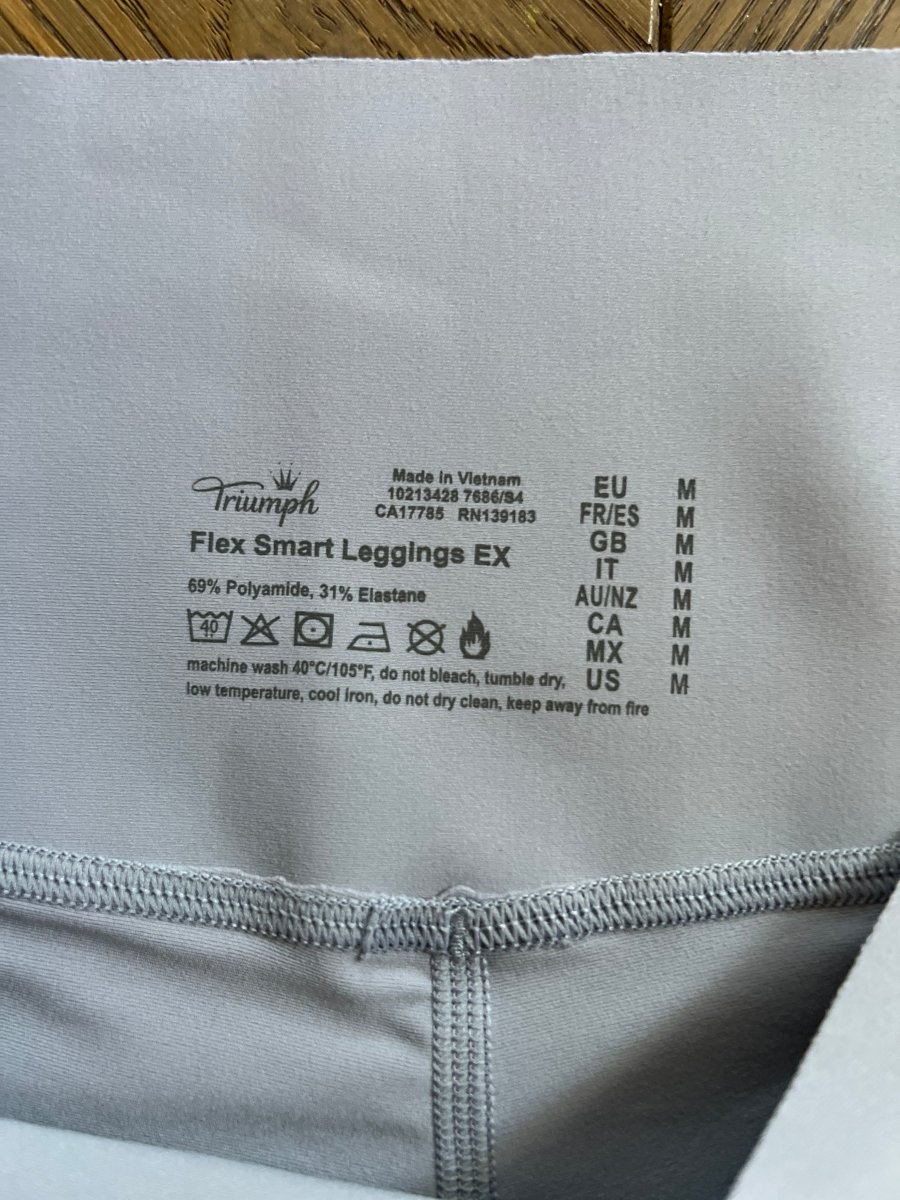 Triumph
Made in Vietnam
10213428 7686/S4
CA17785 RN139183
Flex Smart Leggings EX
69% Polyamide, 31% Elastane
40
machine wash 40°C/105°F, do not bleach, tumble dry,
low temperature, cool iron, do not dry clean, keep away from fire
EU M
FR/ES M
GB M
IT M
AU/NZ M
CA M
MX M
US M